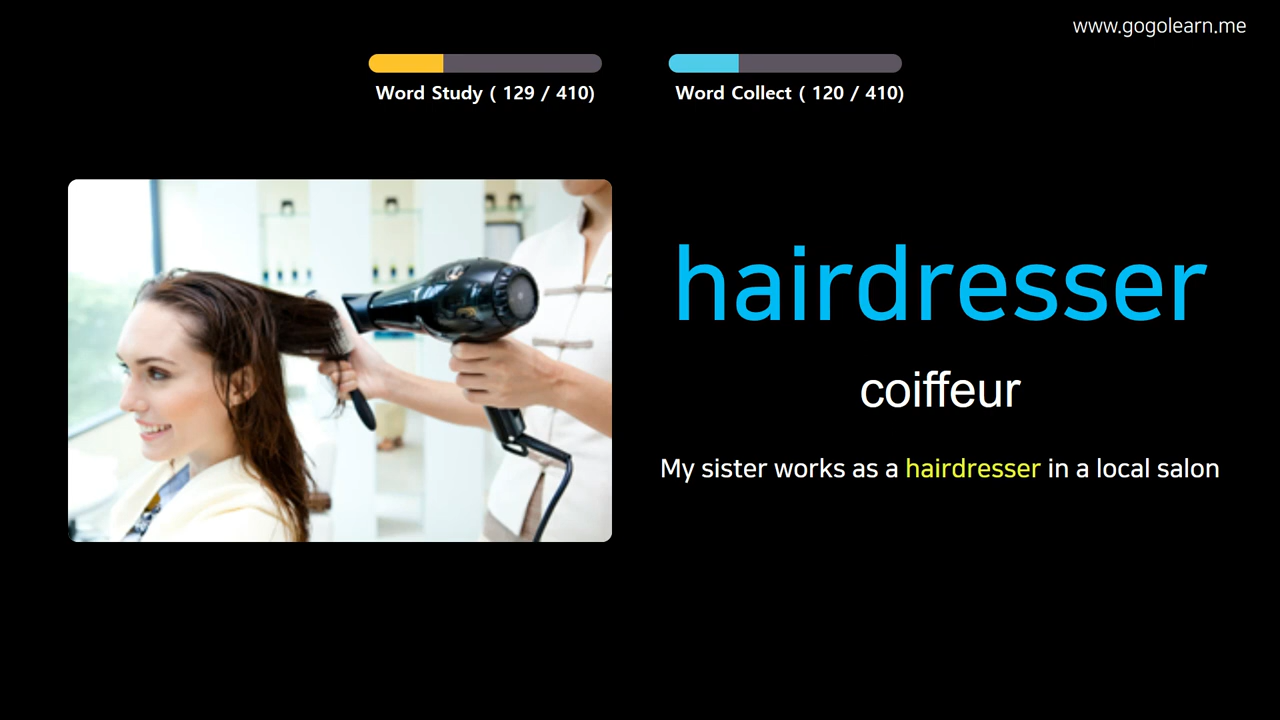 www.gogolearn.me
Word Study ( 129 / 410)
Word Collect ( 120 / 410)
hairdresser
coiffeur
My sister works as a hairdresser in a local salon